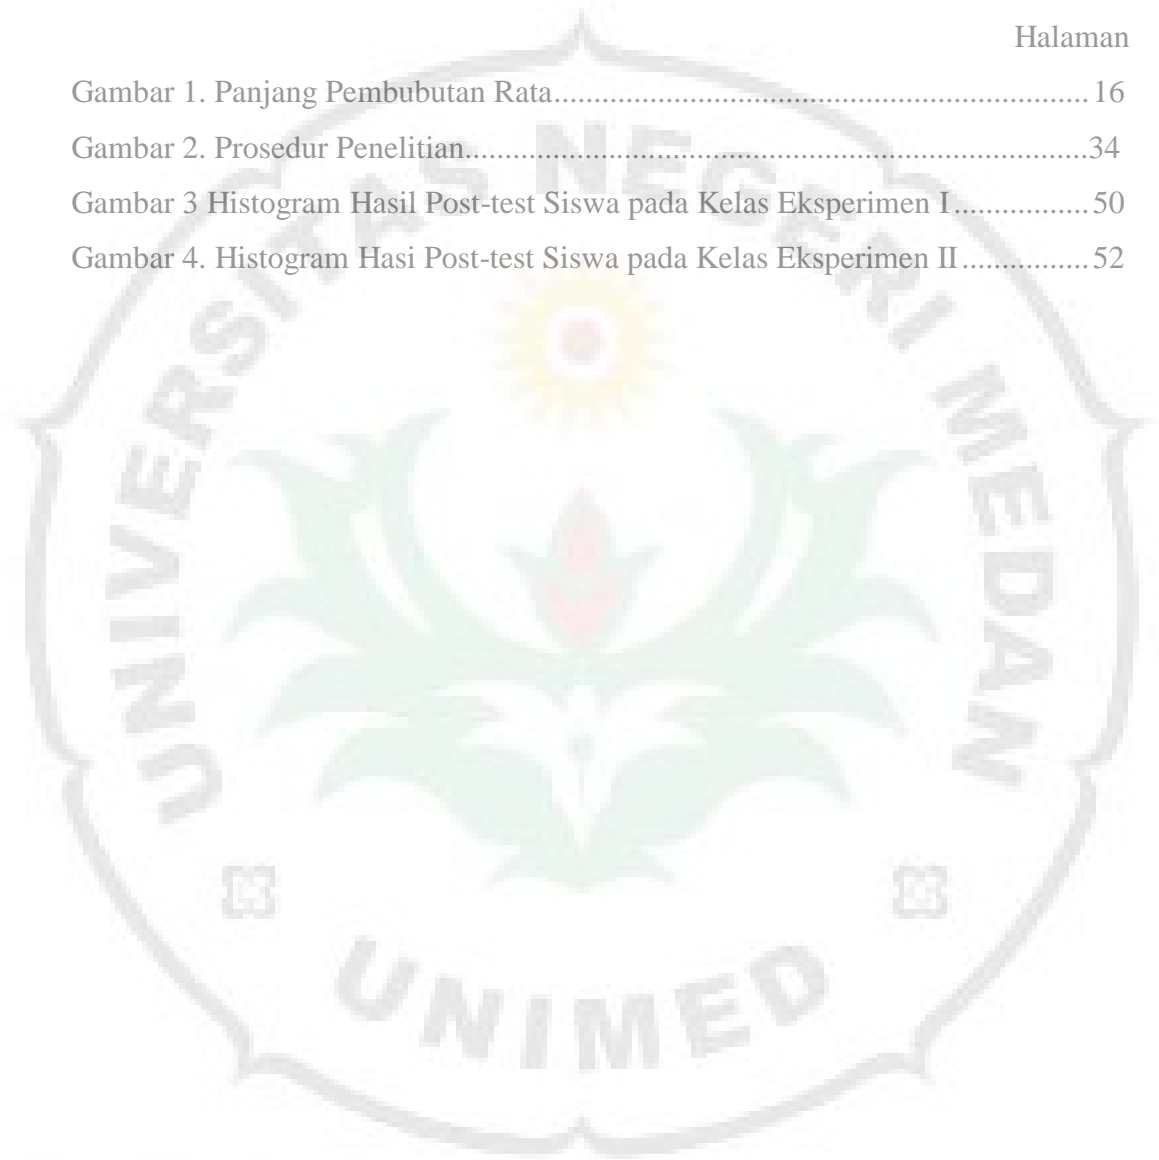 Halaman
Gambar 1. Panjang Pembubutan Rata.................................................................. 16
Gambar 2. Prosedur Penelitian.............................................................................34
Gambar 3 Histogram Hasil Post-test Siswa pada Kelas Eksperimen I................. 50
Gambar 4. Histogram Hasi Post-test Siswa pada Kelas Eksperimen II................ 52
UNIVERSITAS NEGERI MEDAN
UNIMED